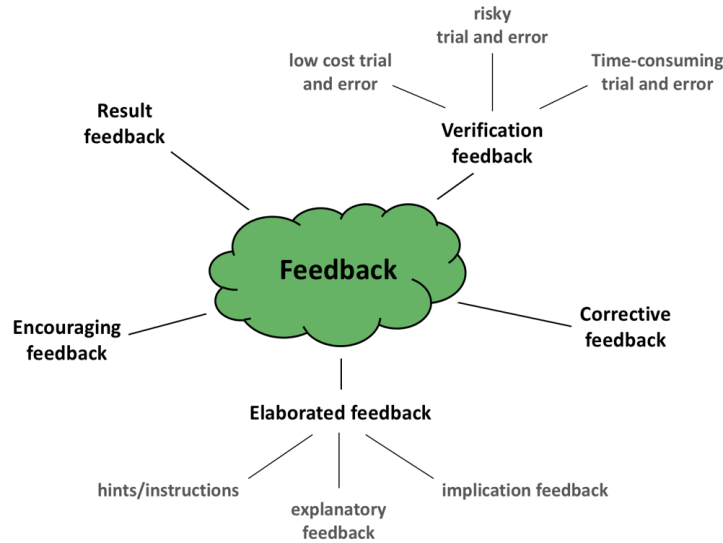 risky
trial and error
low cost trial
and error
Time-consuming
trial and error
Result
feedback
Verification
feedback
Feedback
Encouraging
feedback
Corrective
feedback
Elaborated feedback
hints/instructions
explanatory
feedback
implication feedback